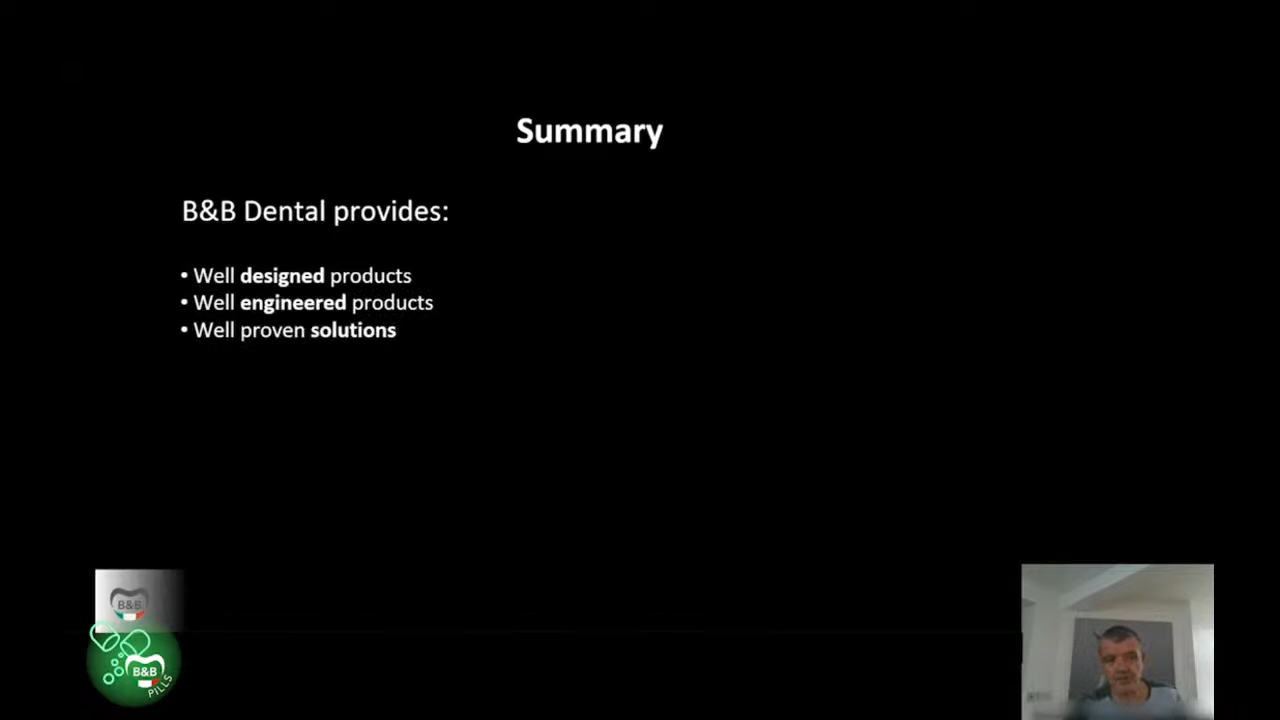 Summary
B&B Dental provides:
• Well designed products
• Well engineered products
• Well proven solutions
B&B
B&B
PILLS